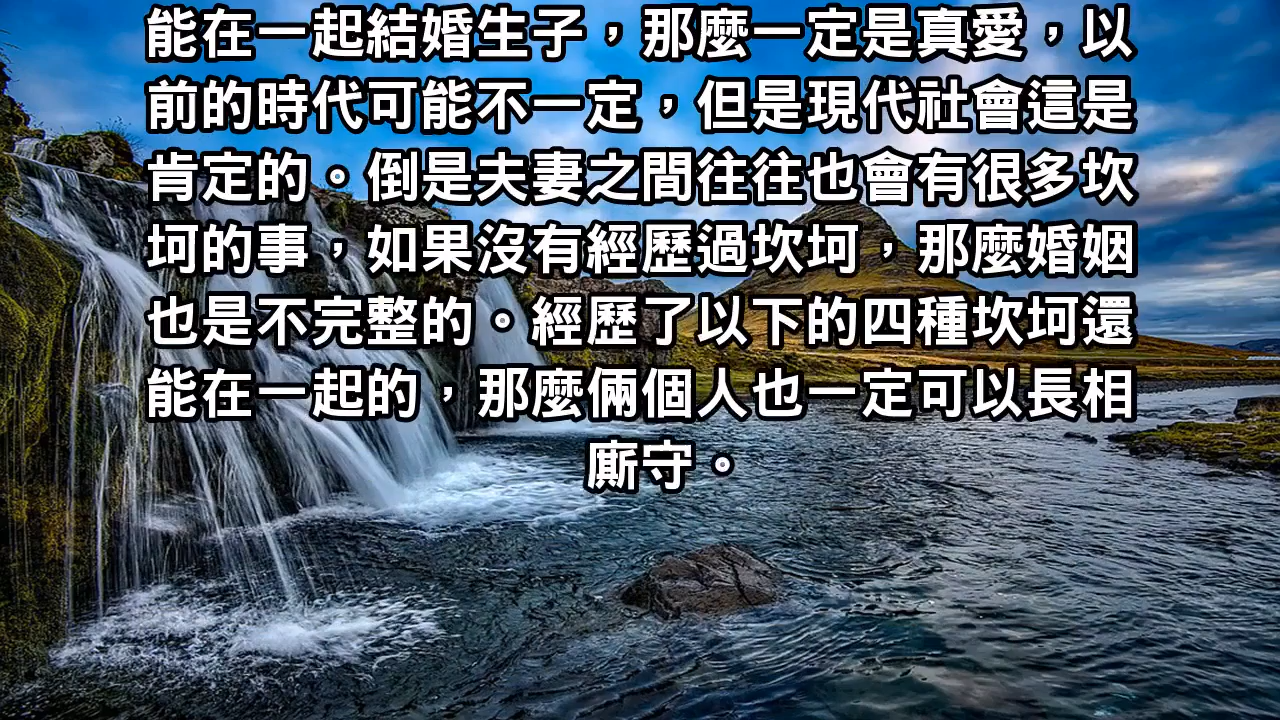 能在一起結婚生子，那麼一定是真愛，以
前的時代可能不一定，但是現代社會這是
肯定的。倒是夫妻之間往往也會有很多坎
坷的事，如果沒有經歷過坎坷，那麼婚姻
也是不完整的。經歷了以下的四種坎坷還
能在一起的，那麼倆個人也一定可以長相
廝守。